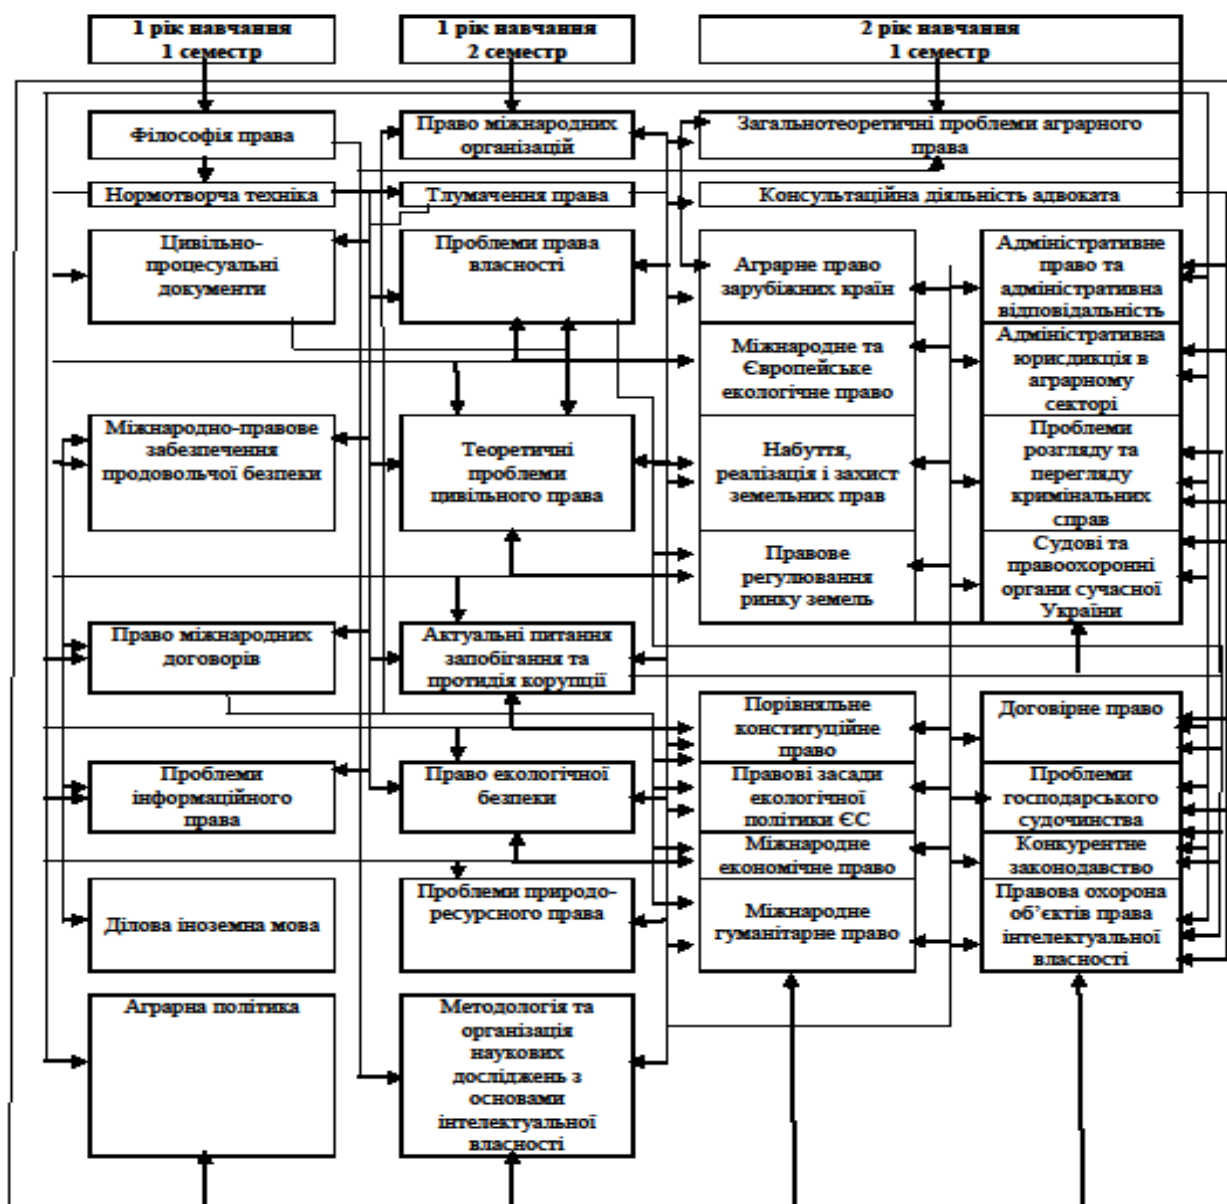 1 рік навчання
1 семестр
1 рік навчання
2 семестр
2 рік навчання
1 семестр
Філософія права
Право міжнародних
організацій
Загальнотеоретичні проблеми аграрного
права
Нормотворча техніка
Тлумачення права
Консультаційна діяльність адвоката
Цивільно-
процесуальні
документи
Проблеми права
власності
Аграрне право
зарубіжних країн
Адміністративне
право та
адміністративна
відповідальність
Міжнародне та
Європейське
екологічне право
Адміністративна
юрисдикція в
аграрному
секторі
Міжнародно-правове
забезпечення
продовольчої безпеки
Теоретичні
проблеми
цивільного права
Набуття,
реалізація і захист
земельних прав
Проблеми
розгляду та
перегляду
кримінальних
справ
Правове
регулювання
ринку земель
Судові та
правоохоронні
органи сучасної
України
Право міжнародних
договорів
Актуальні питання
запобігання та
протидія корупції
Порівняльне
конституційне
право
Договірне право
Проблеми
інформаційного
права
Право екологічної
безпеки
Правові засади
екологічної
політики ЄС
Проблеми
господарського
судочинства
Міжнародне
економічне право
Конкурентне
законодавство
Ділова іноземна мова
Проблеми природо-
ресурсного права
Міжнародне
гуманітарне право
Правова охорона
об’єктів права
інтелектуальної
власності
Аграрна політика
Методологія та
організація
наукових
досліджень з
основами
інтелектуальної
власності